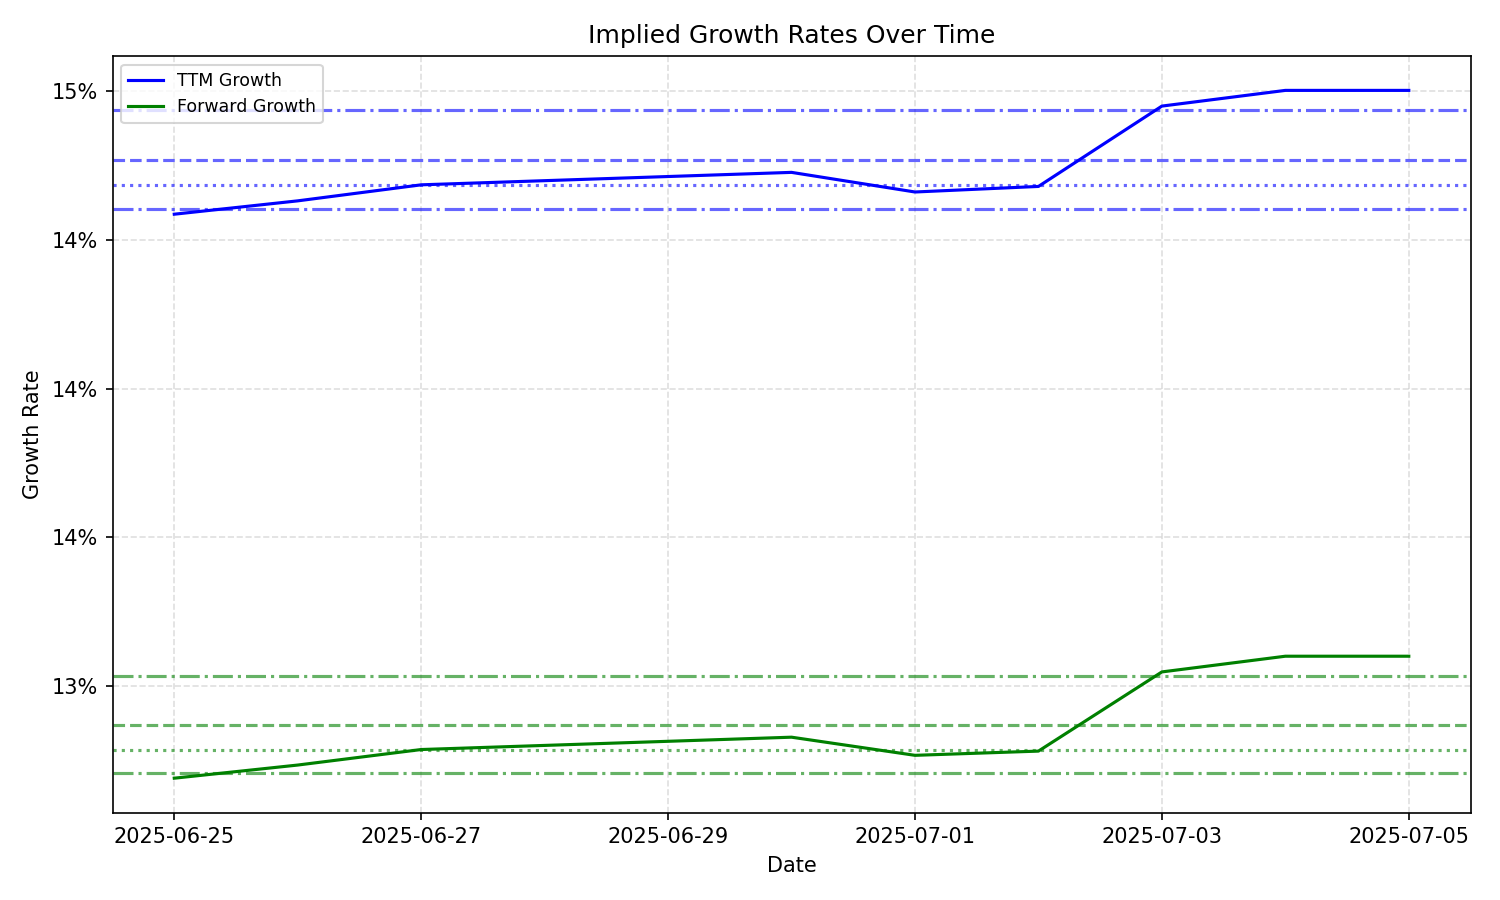 Implied Growth Rates Over Time
TTM Growth
Forward Growth
15%
14%
14%
14%
13%
Growth Rate
2025-06-25
2025-06-27
2025-06-29
2025-07-01
2025-07-03
2025-07-05
Date